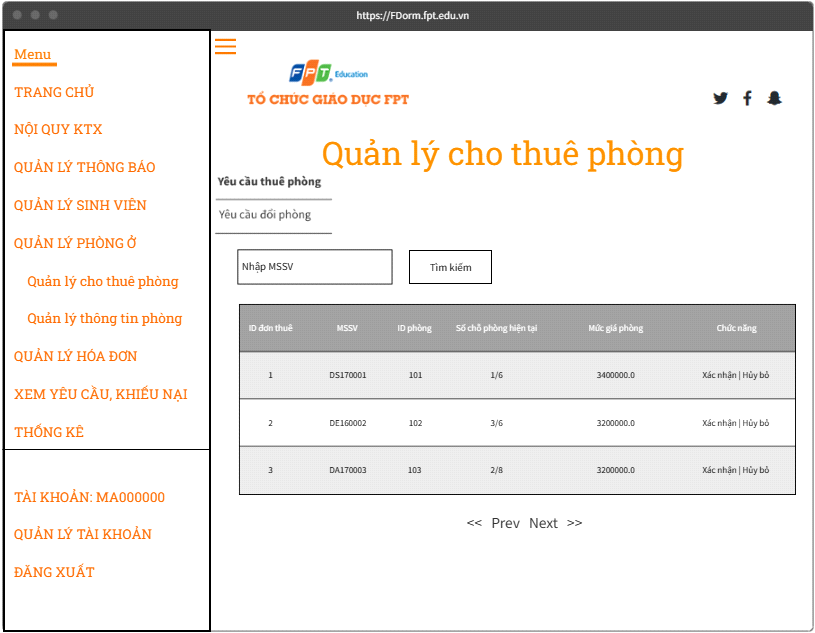 https://FDorm.fpt.edu.vn
Menu
TRANG CHỦ
NỘI QUY KTX
QUẢN LÝ THÔNG BÁO
QUẢN LÝ SINH VIÊN
QUẢN LÝ PHÒNG Ở
Quản lý cho thuê phòng
Quản lý thông tin phòng
QUẢN LÝ HÓA ĐƠN
XEM YÊU CẦU, KHIẾU NẠI
THỐNG KÊ
TÀI KHOẢN: MA000000
QUẢN LÝ TÀI KHOẢN
ĐĂNG XUẤT
FPT. Education
TỔ CHỨC GIÁO DỤC FPT
Quản lý cho thuê phòng
Yêu cầu thuê phòng
Yêu cầu đổi phòng
Nhập MSSV Tìm kiếm
ID đơn thuê MSSV ID phòng Số chỗ phòng hiện tại Mức giá phòng Chức năng
1 DS170001 101 1/6 3400000.0 Xác nhận | Hủy bỏ
2 DE160002 102 3/6 3200000.0 Xác nhận | Hủy bỏ
3 DA170003 103 2/8 3200000.0 Xác nhận | Hủy bỏ
<< Prev Next >>